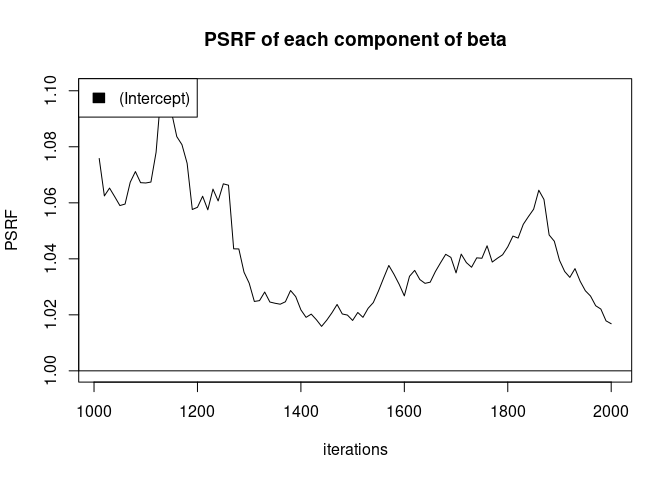 PSRF of each component of beta
(Intercept)
PSRF
1.10
1.08
1.06
1.04
1.02
1.00
1000 1200 1400 1600 1800 2000
iterations